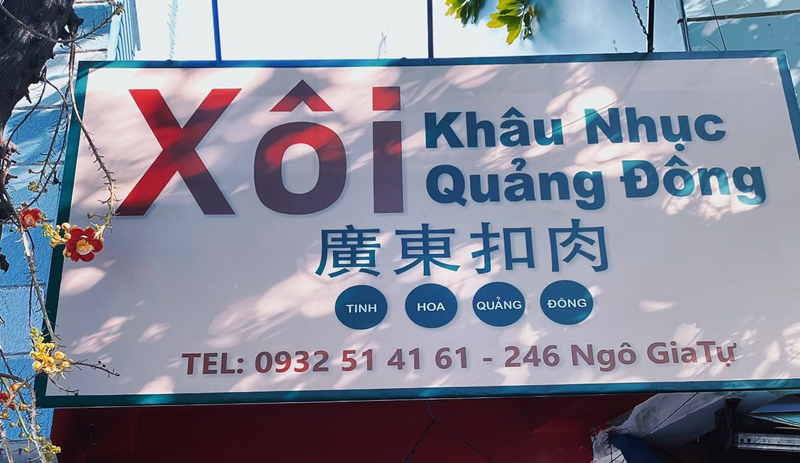 Xôi Khâu Nhục
Quảng Đông
廣東扣肉
TINH HOA QUẢNG ĐÔNG
TEL: 0932 51 41 61 - 246 Ngô GiaTự